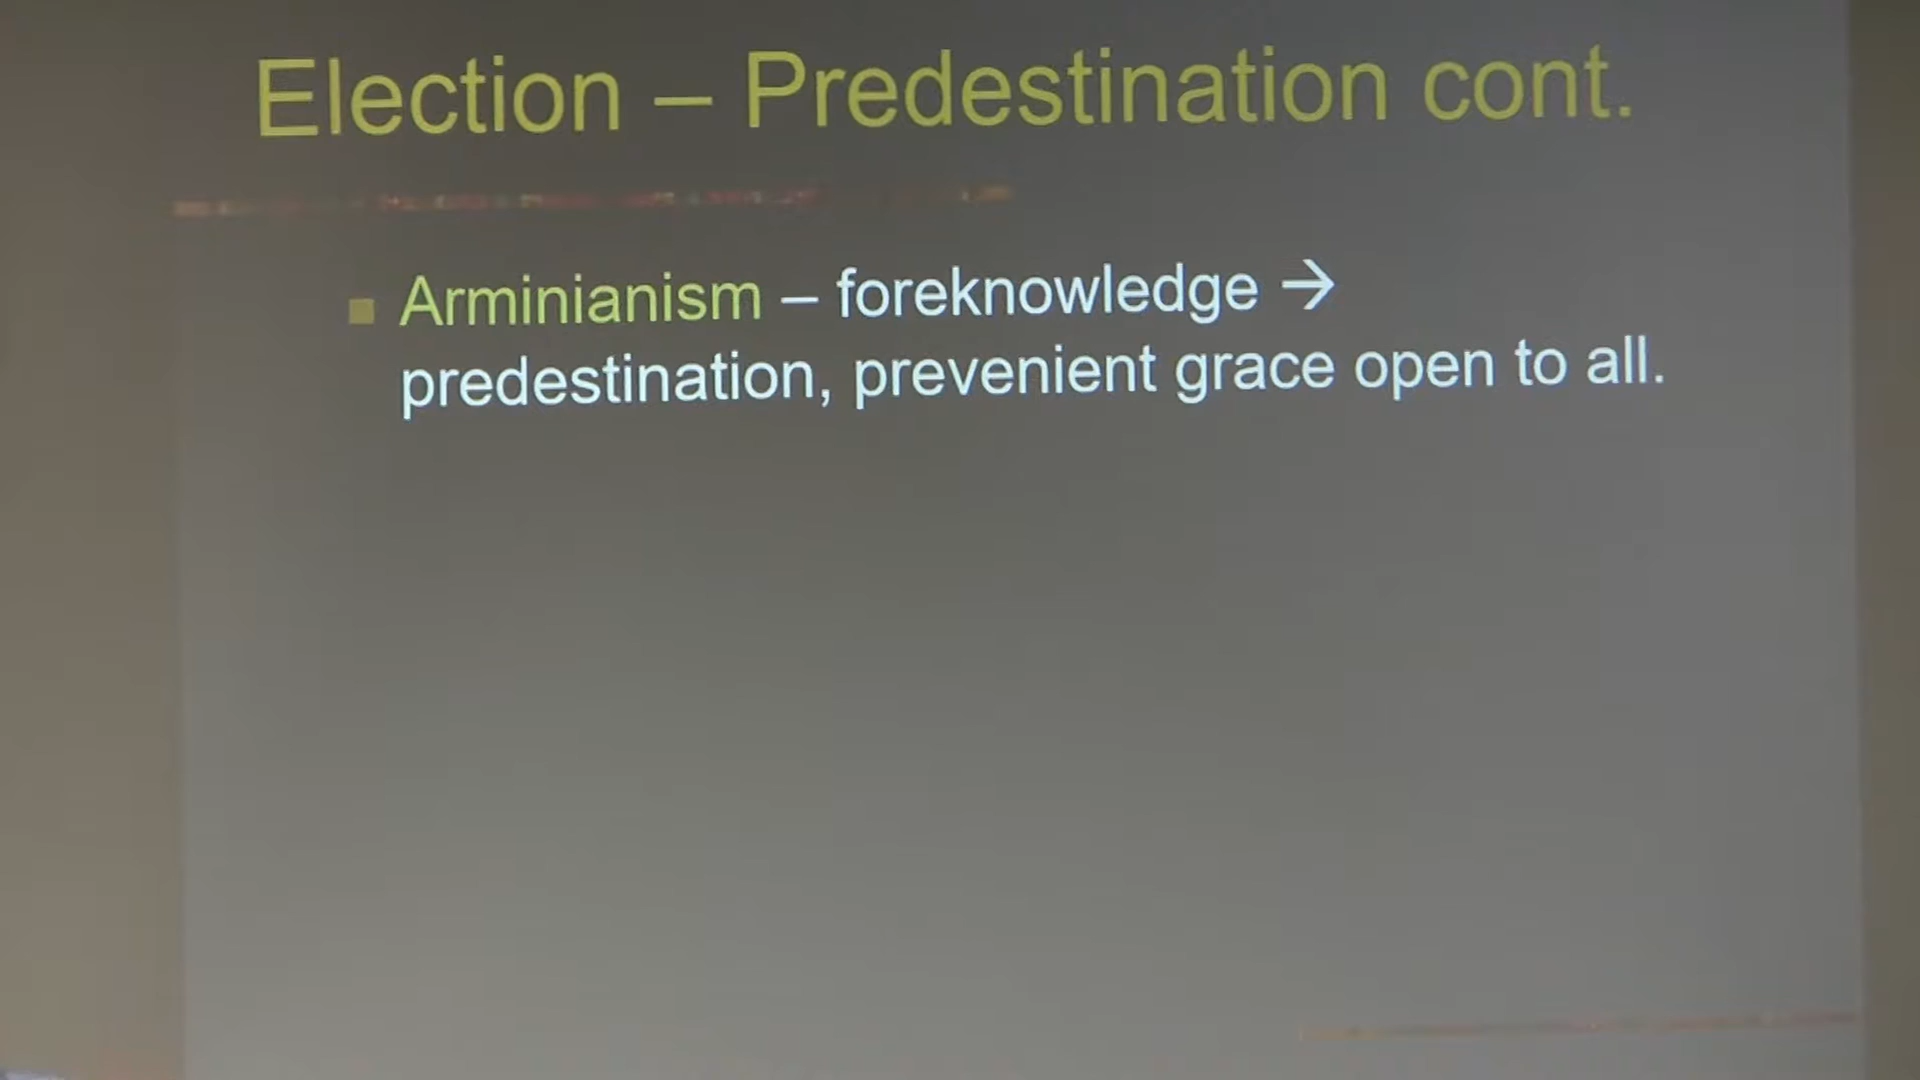 Election – Predestination cont.
Arminianism – foreknowledge →
predestination, prevenient grace open to all.